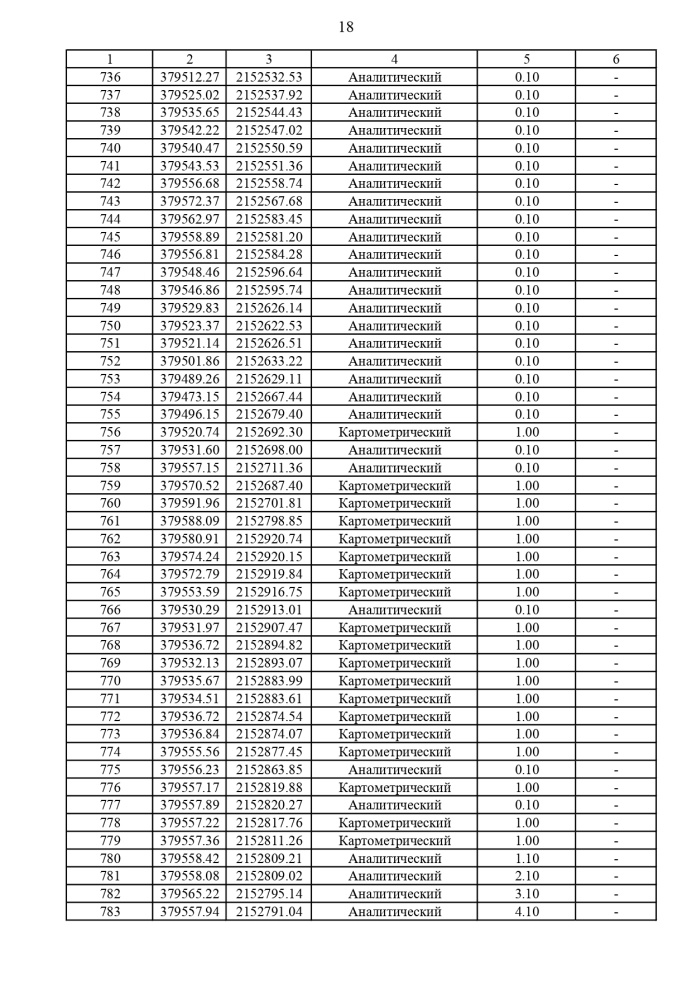 18
1 2 3 4 5 6
736 379512.27 2152532.53 Аналитический 0.10 -
737 379525.02 2152537.92 Аналитический 0.10 -
738 379535.65 2152544.43 Аналитический 0.10 -
739 379542.22 2152547.02 Аналитический 0.10 -
740 379540.47 2152550.59 Аналитический 0.10 -
741 379543.53 2152551.36 Аналитический 0.10 -
742 379556.68 2152558.74 Аналитический 0.10 -
743 379572.37 2152567.68 Аналитический 0.10 -
744 379562.97 2152583.45 Аналитический 0.10 -
745 379558.89 2152581.20 Аналитический 0.10 -
746 379556.81 2152584.28 Аналитический 0.10 -
747 379548.46 2152596.64 Аналитический 0.10 -
748 379546.86 2152595.74 Аналитический 0.10 -
749 379529.83 2152626.14 Аналитический 0.10 -
750 379523.37 2152622.53 Аналитический 0.10 -
751 379521.14 2152626.51 Аналитический 0.10 -
752 379501.86 2152633.22 Аналитический 0.10 -
753 379489.26 2152629.11 Аналитический 0.10 -
754 379473.15 2152667.44 Аналитический 0.10 -
755 379496.15 2152679.40 Аналитический 0.10 -
756 379520.74 2152692.30 Картометрический 1.00 -
757 379531.60 2152698.00 Аналитический 0.10 -
758 379557.15 2152711.36 Аналитический 0.10 -
759 379570.52 2152687.40 Картометрический 1.00 -
760 379591.96 2152701.81 Картометрический 1.00 -
761 379588.09 2152798.85 Картометрический 1.00 -
762 379580.91 2152920.74 Картометрический 1.00 -
763 379574.24 2152920.15 Картометрический 1.00 -
764 379572.79 2152919.84 Картометрический 1.00 -
765 379553.59 2152916.75 Картометрический 1.00 -
766 379530.29 2152913.01 Аналитический 0.10 -
767 379531.97 2152907.47 Картометрический 1.00 -
768 379536.72 2152894.82 Картометрический 1.00 -
769 379532.13 2152893.07 Картометрический 1.00 -
770 379535.67 2152883.99 Картометрический 1.00 -
771 379534.51 2152883.61 Картометрический 1.00 -
772 379536.72 2152874.54 Картометрический 1.00 -
773 379536.84 2152874.07 Картометрический 1.00 -
774 379555.56 2152877.45 Картометрический 1.00 -
775 379556.23 2152863.85 Аналитический 0.10 -
776 379557.17 2152819.88 Картометрический 1.00 -
777 379557.89 2152820.27 Аналитический 0.10 -
778 379557.22 2152817.76 Картометрический 1.00 -
779 379557.36 2152811.26 Картометрический 1.00 -
780 379558.42 2152809.21 Аналитический 1.10 -
781 379558.08 2152809.02 Аналитический 2.10 -
782 379565.22 2152795.14 Аналитический 3.10 -
783 379557.94 2152791.04 Аналитический 4.10 -